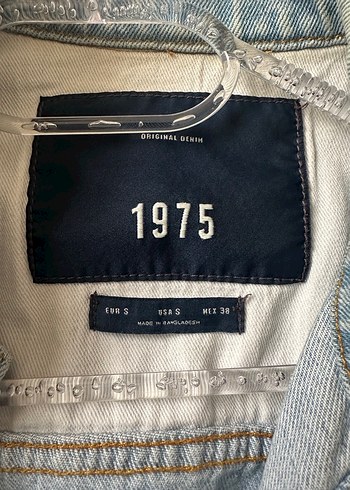 ORIGINAL DENIM
1975
EUR S USA S MEX 38
MADE IN BANGLADESH